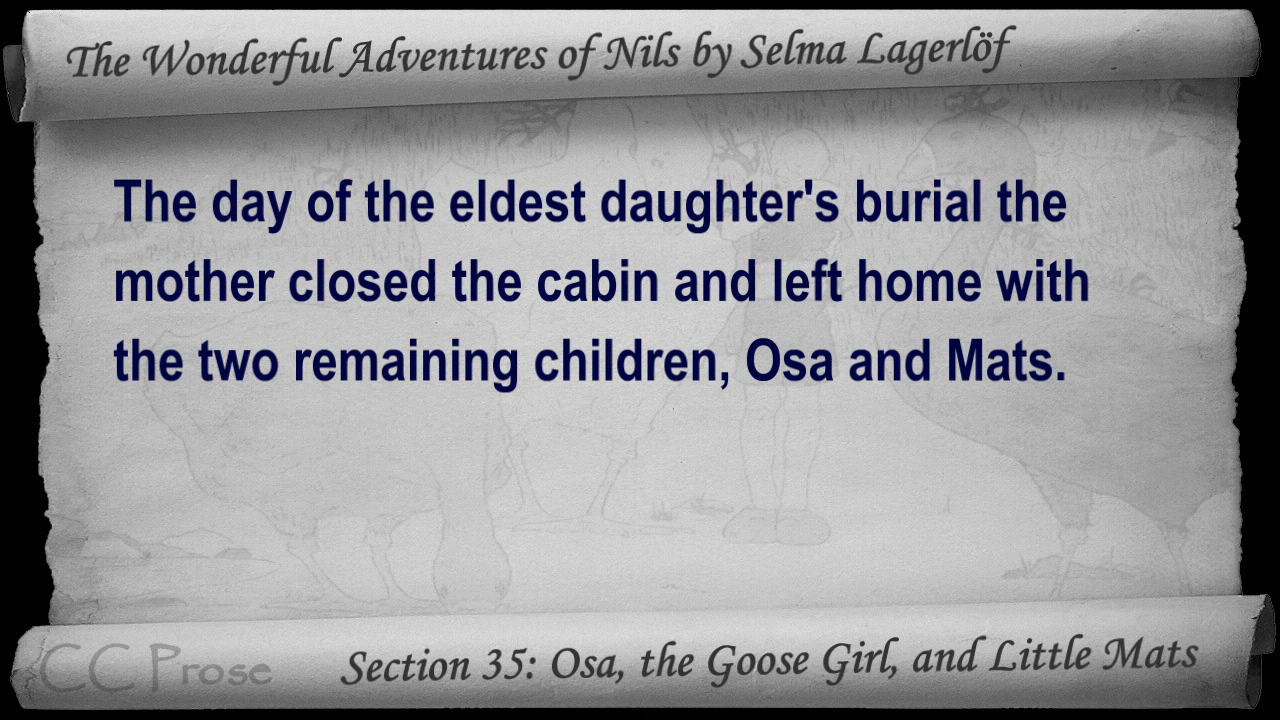 The Wonderful Adventures of Nils by Selma Lagerlöf
The day of the eldest daughter's burial the
mother closed the cabin and left home with
the two remaining children, Osa and Mats.
CC Prose
Section 35: Osa, the Goose Girl, and Little Mats